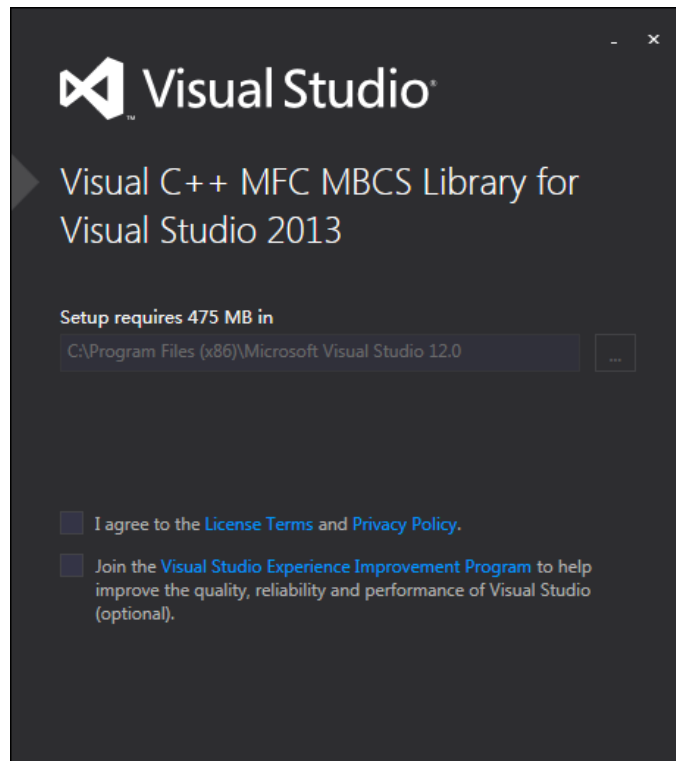 Visual Studio®
™
Visual C++ MFC MBCS Library for
Visual Studio 2013
Setup requires 475 MB in
C:\Program Files (x86)\Microsoft Visual Studio 12.0
...
I agree to the License Terms and Privacy Policy.
Join the Visual Studio Experience Improvement Program to help
improve the quality, reliability and performance of Visual Studio
(optional).